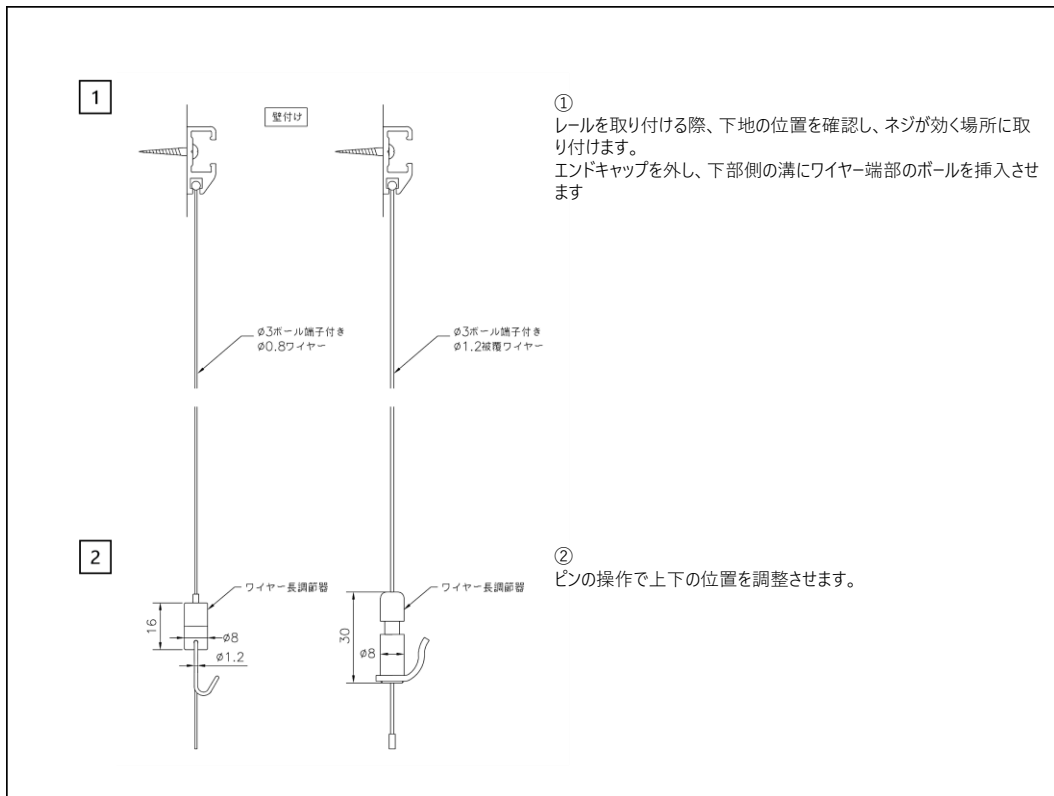 1
壁付け
①
レールを取り付ける際、下地の位置を確認し、ネジが効く場所に取
り付けます。
エンドキャップを外し、下部側の溝にワイヤー端部のボールを挿入させ
ます
ø3ボール端子付き
ø0.8ワイヤー
ø3ボール端子付き
ø1.2被覆ワイヤー
2
②
ピンの操作で上下の位置を調整させます。
ワイヤー長調節器
16
ø8
ø1.2
ワイヤー長調節器
30
ø8